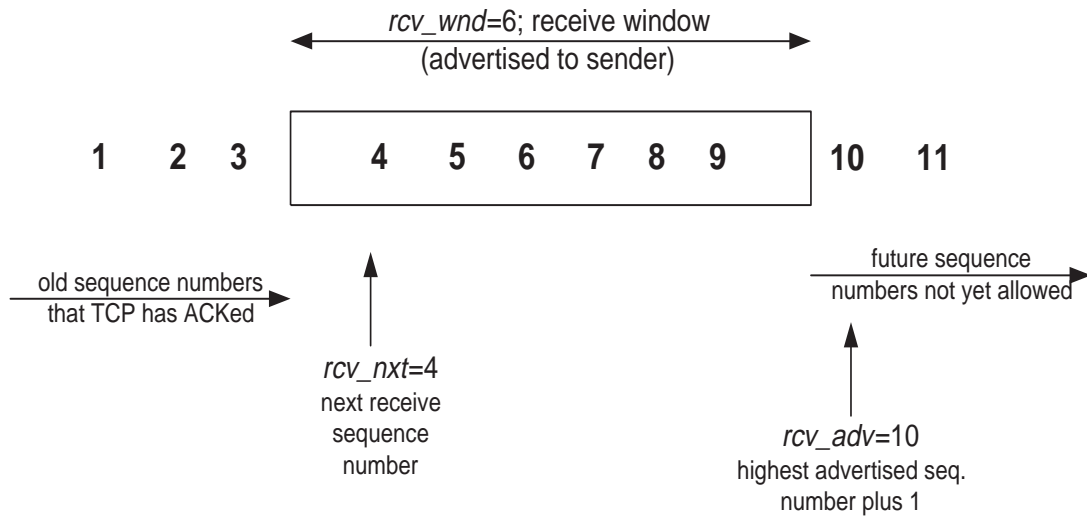 rcv_wnd=6; receive window
(advertised to sender)
1 2 3 4 5 6 7 8 9 10 11
old sequence numbers
that TCP has ACKed
future sequence
numbers not yet allowed
rcv_nxt=4
next receive
sequence
number
rcv_adv=10
highest advertised seq.
number plus 1